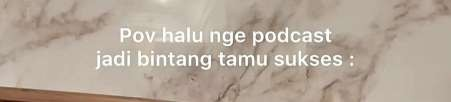 Pov halu nge podcast
jadi bintang tamu sukses :